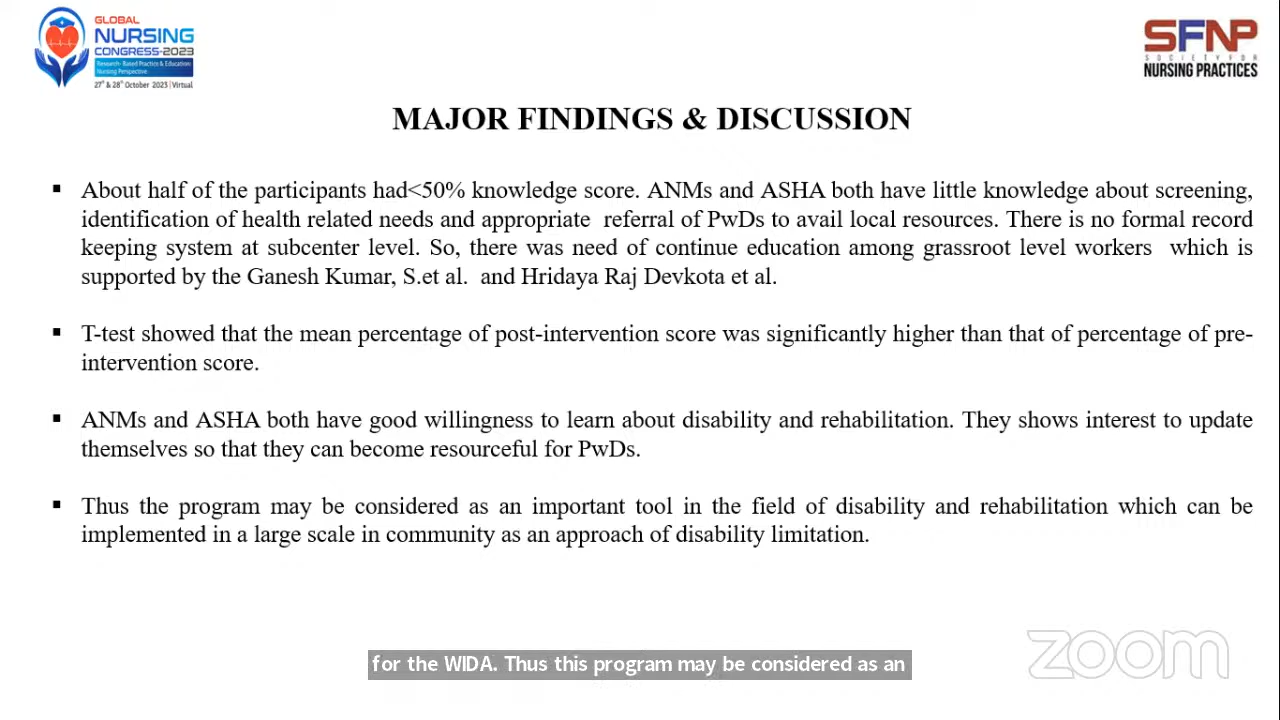 GLOBAL
NURSING
CONGRESS-2023
Research- Based Practice & Education:
Nursing Perspective
27th & 28th October 2023 | Virtual
SFNP
SOCIETY FOR
NURSING PRACTICES
MAJOR FINDINGS & DISCUSSION
▪ About half of the participants had<50% knowledge score. ANMs and ASHA both have little knowledge about screening,
identification of health related needs and appropriate referral of PwDs to avail local resources. There is no formal record
keeping system at subcenter level. So, there was need of continue education among grassroot level workers which is
supported by the Ganesh Kumar, S.et al. and Hridaya Raj Devkota et al.
▪ T-test showed that the mean percentage of post-intervention score was significantly higher than that of percentage of pre-
intervention score.
▪ ANMs and ASHA both have good willingness to learn about disability and rehabilitation. They shows interest to update
themselves so that they can become resourceful for PwDs.
▪ Thus the program may be considered as an important tool in the field of disability and rehabilitation which can be
implemented in a large scale in community as an approach of disability limitation.
for the WIDA. Thus this program may be considered as an
zoom